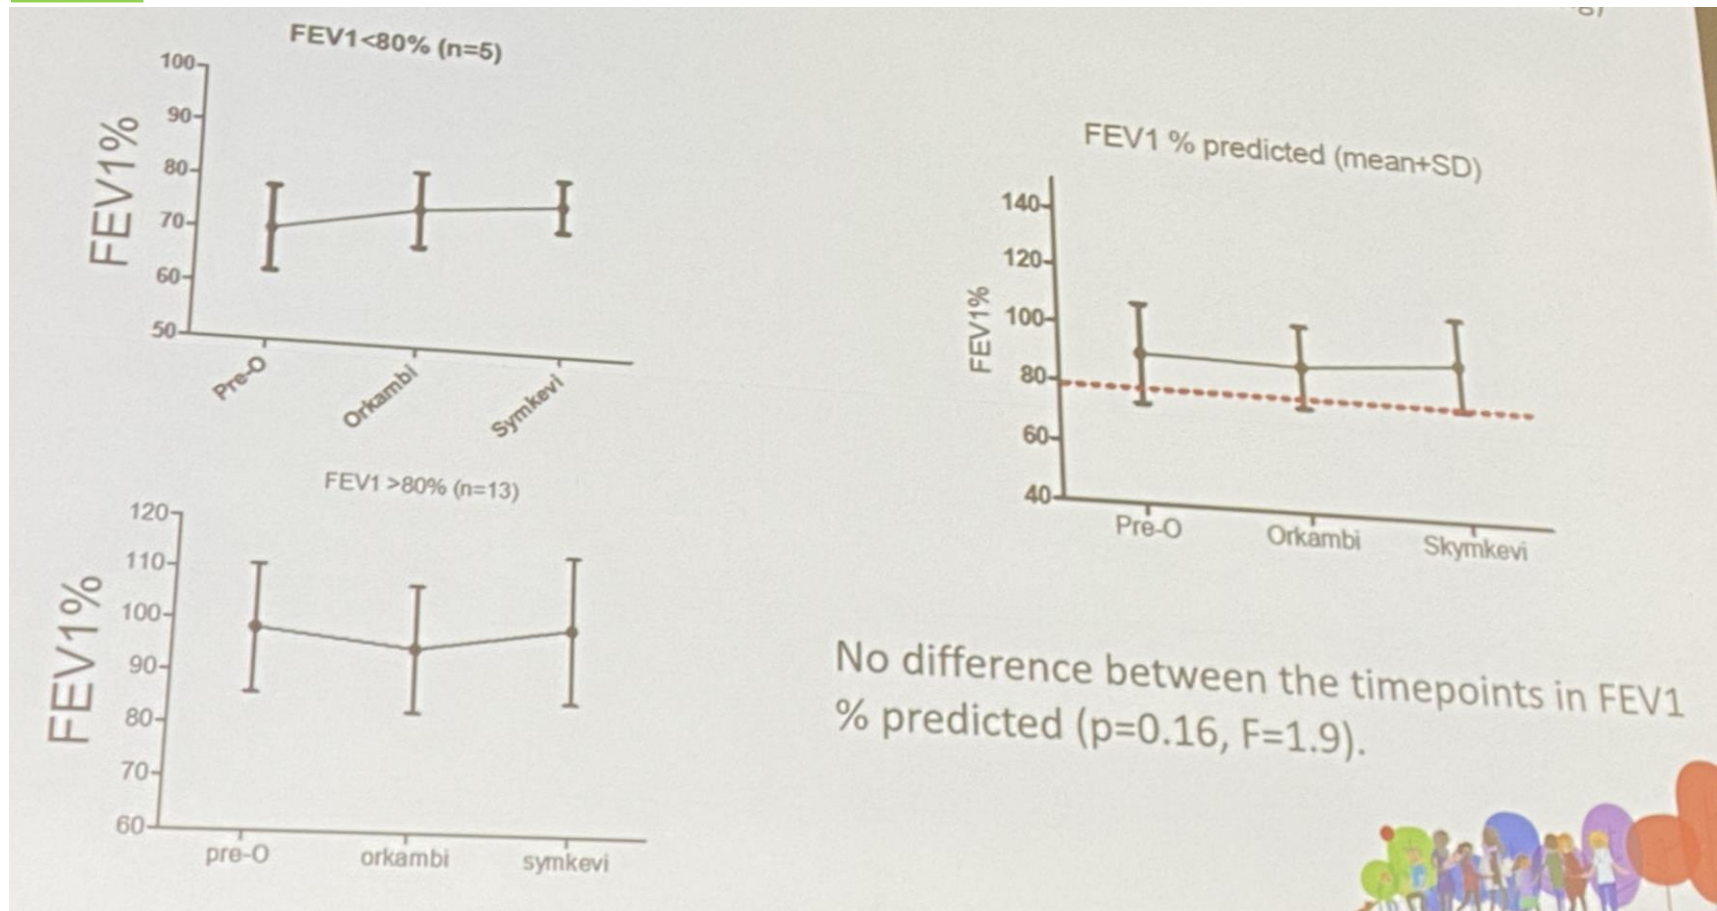 FEV1<80% (n=5)
FEV1%
100
90
80
70
60
50
Pre-O
Orkambi
Symkevi
FEV1 >80% (n=13)
FEV1%
120
110
100
90
80
70
60
pre-O
orkambi
symkevi
FEV1 % predicted (mean+SD)
FEV1%
140
120
100
80
60
40
Pre-O
Orkambi
Skymkevi
No difference between the timepoints in FEV1
% predicted (p=0.16, F=1.9).